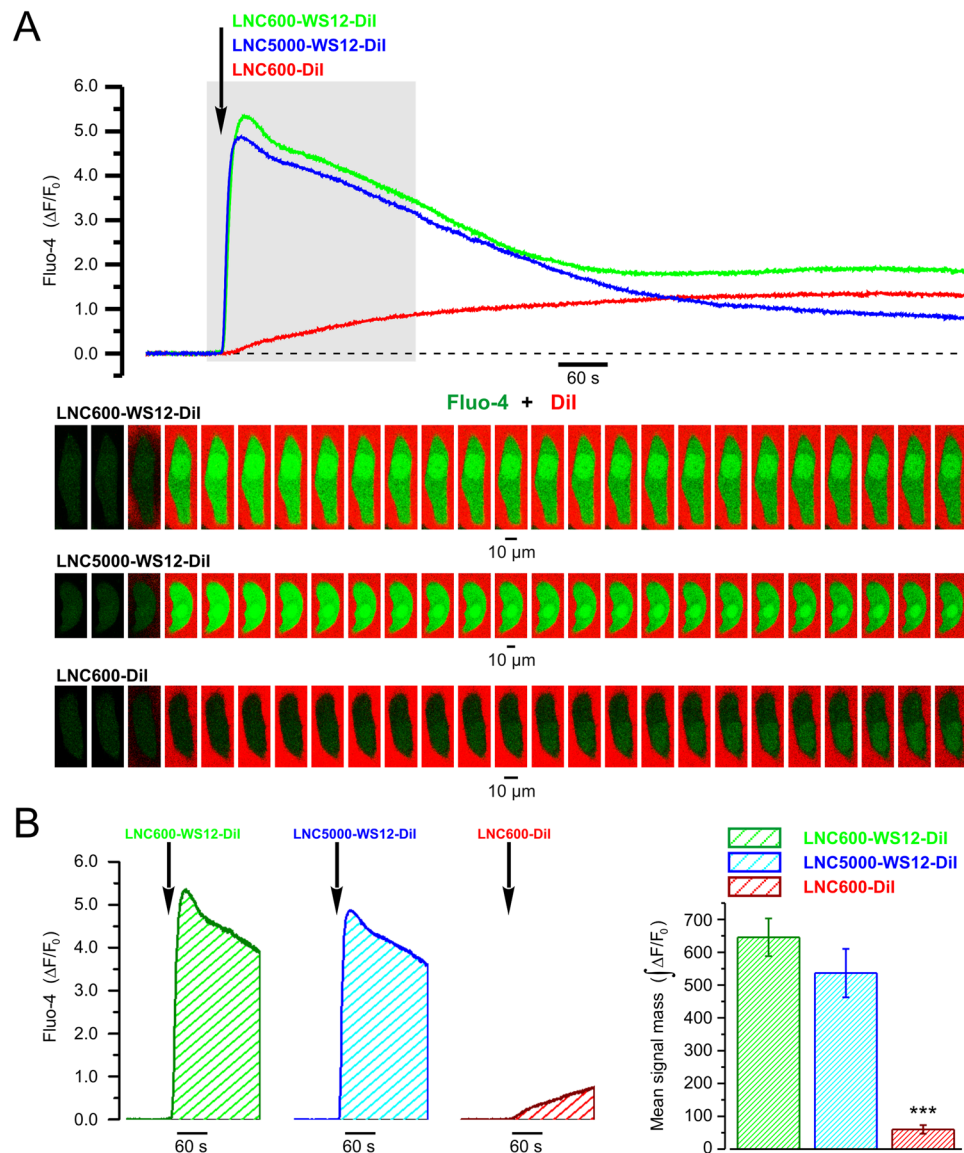 A
LNC600-WS12-DiI
LNC5000-WS12-DiI
LNC600-DiI
6.0
5.0
4.0
3.0
2.0
1.0
0.0
Fluo-4 (ΔF/F₀)
60 s
Fluo-4 + DiI
LNC600-WS12-DiI
10 µm
LNC5000-WS12-DiI
10 µm
LNC600-DiI
10 µm
B
LNC600-WS12-DiI
LNC5000-WS12-DiI
LNC600-DiI
6.0
5.0
4.0
3.0
2.0
1.0
0.0
Fluo-4 (ΔF/F₀)
60 s
60 s
60 s
LNC600-WS12-DiI
LNC5000-WS12-DiI
LNC600-DiI
700
600
500
400
300
200
100
0
Mean signal mass (∫ΔF/F₀)
***